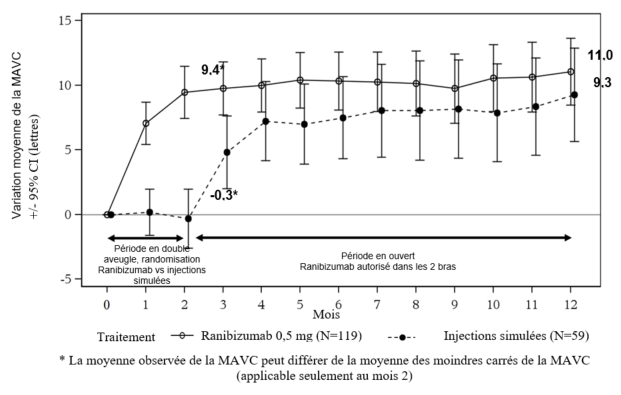 Variation moyenne de la MAVC
+/- 95% CI (lettres)
15
10
5
0
-5
9.4*
-0,3*
11.0
9.3
Période en double
aveugle, randomisation
Ranibizumab vs injections
simulées
Période en ouvert
Ranibizumab autorisé dans les 2 bras
0 1 2 3 4 5 6 7 8 9 10 11 12
Mois
Traitement Ranibizumab 0,5 mg (N=119) Injections simulées (N=59)
* La moyenne observée de la MAVC peut différer de la moyenne des moindres carrés de la MAVC
(applicable seulement au mois 2)